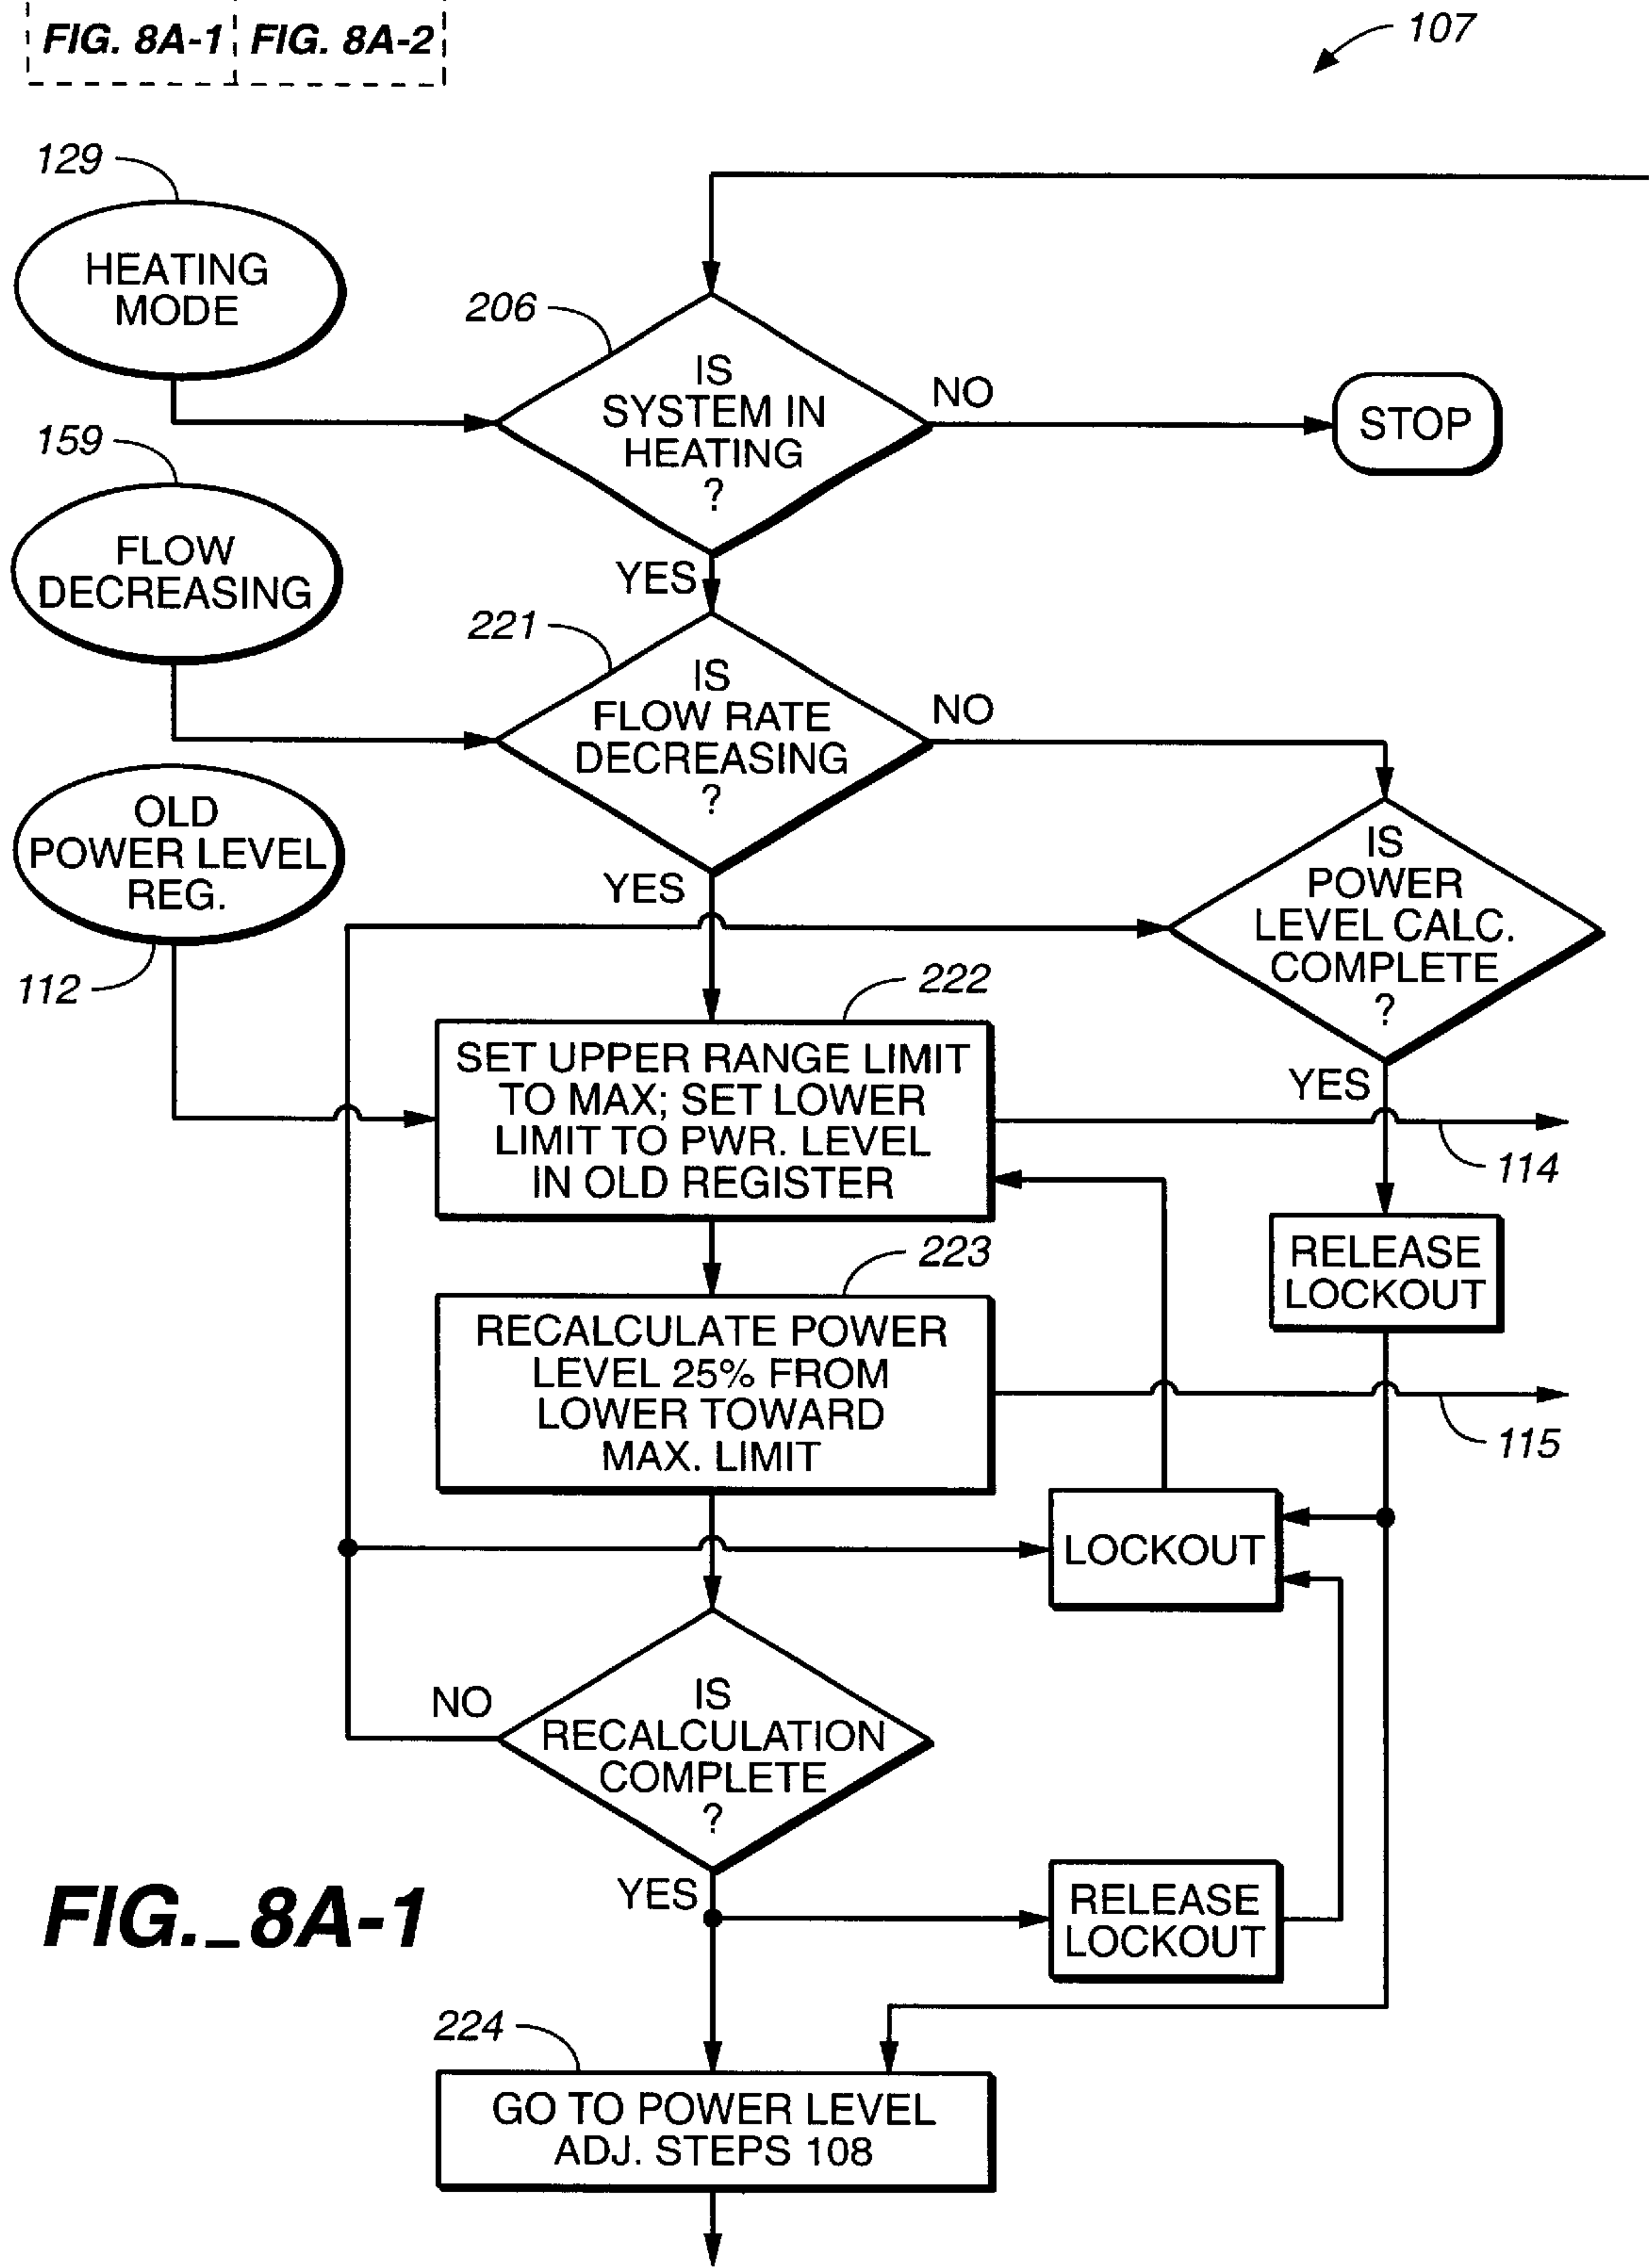 FIG. 8A-1 FIG. 8A-2
107
129
HEATING
MODE
206
IS
SYSTEM IN
HEATING
?
NO
STOP
YES
159
FLOW
DECREASING
221
IS
FLOW RATE
DECREASING
?
NO
YES
OLD
POWER LEVEL
REG.
112
IS
POWER
LEVEL CALC.
COMPLETE
?
YES
222
SET UPPER RANGE LIMIT
TO MAX; SET LOWER
LIMIT TO PWR. LEVEL
IN OLD REGISTER
114
RELEASE
LOCKOUT
223
RECALCULATE POWER
LEVEL 25% FROM
LOWER TOWARD
MAX. LIMIT
115
LOCKOUT
IS
RECALCULATION
COMPLETE
?
NO
YES
RELEASE
LOCKOUT
FIG._8A-1
224
GO TO POWER LEVEL
ADJ. STEPS 108